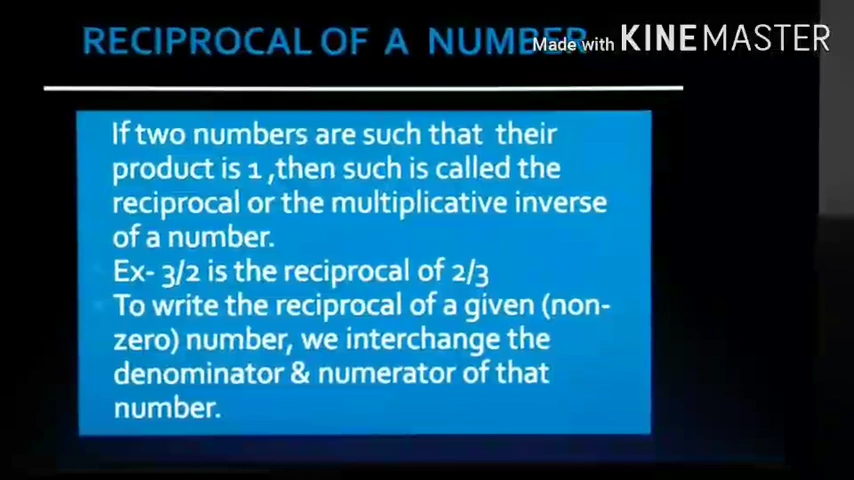 RECIPROCAL OF A NUMBER
Made with KINEMASTER
If two numbers are such that their
product is 1 ,then such is called the
reciprocal or the multiplicative inverse
of a number.
Ex- 3/2 is the reciprocal of 2/3
To write the reciprocal of a given (non-
zero) number, we interchange the
denominator & numerator of that
number.